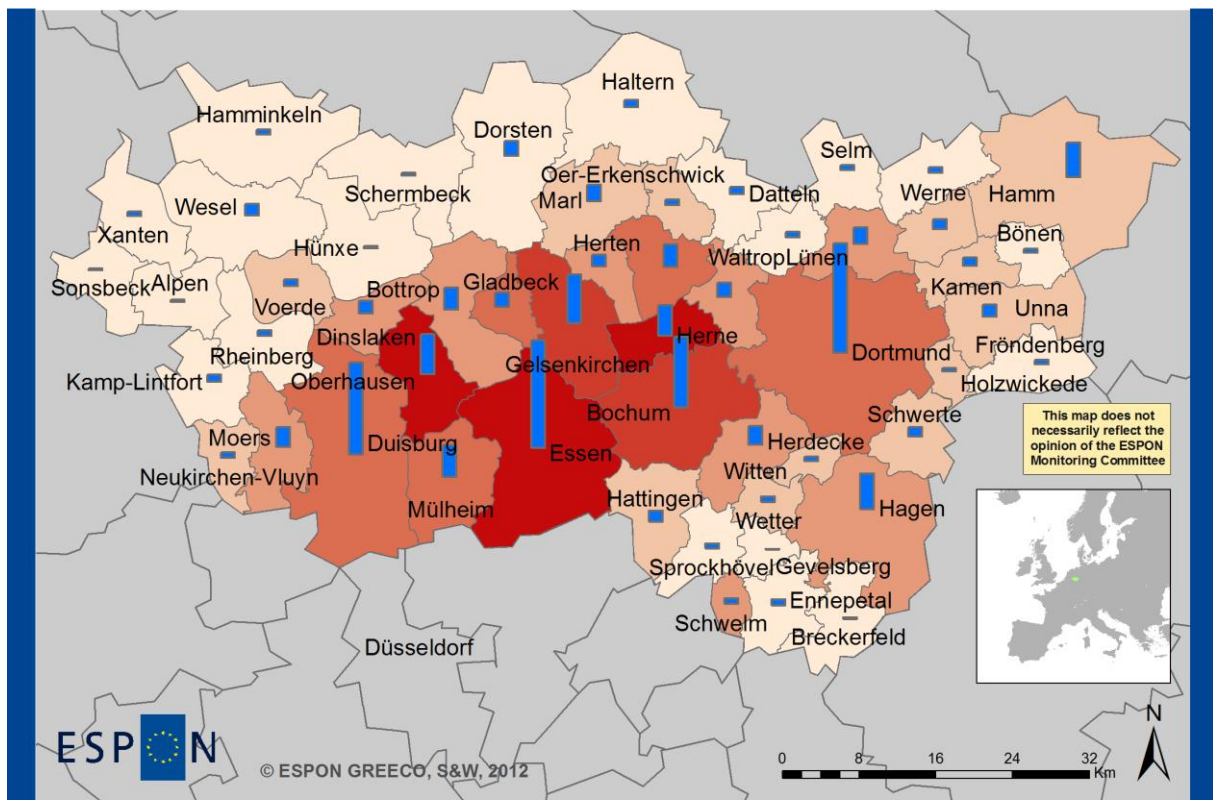 Haltern
Hamminkeln
Dorsten
Selm
Oer-Erkenschwick
Schermbeck
Marl
Datteln
Werne
Hamm
Wesel
Xanten
Hünxe
Herten
Waltrop
Lünen
Bönen
Sonsbeck
Alpen
Voerde
Bottrop
Gladbeck
Kamen
Unna
Dinslaken
Herne
Rheinberg
Gelsenkirchen
Dortmund
Fröndenberg
Kamp-Lintfort
Oberhausen
Holzwickede
Bochum
Schwerte
Moers
Duisburg
Essen
Herdecke
Witten
Neukirchen-Vluyn
Mülheim
Hattingen
Hagen
Wetter
Sprockhövel
Gevelsberg
Ennepetal
Schwelm
Breckerfeld
Düsseldorf
This map does not
necessarily reflect the
opinion of the ESPON
Monitoring Committee
ESPON
© ESPON GREECO, S&W, 2012
N
0 8 16 24 32
Km